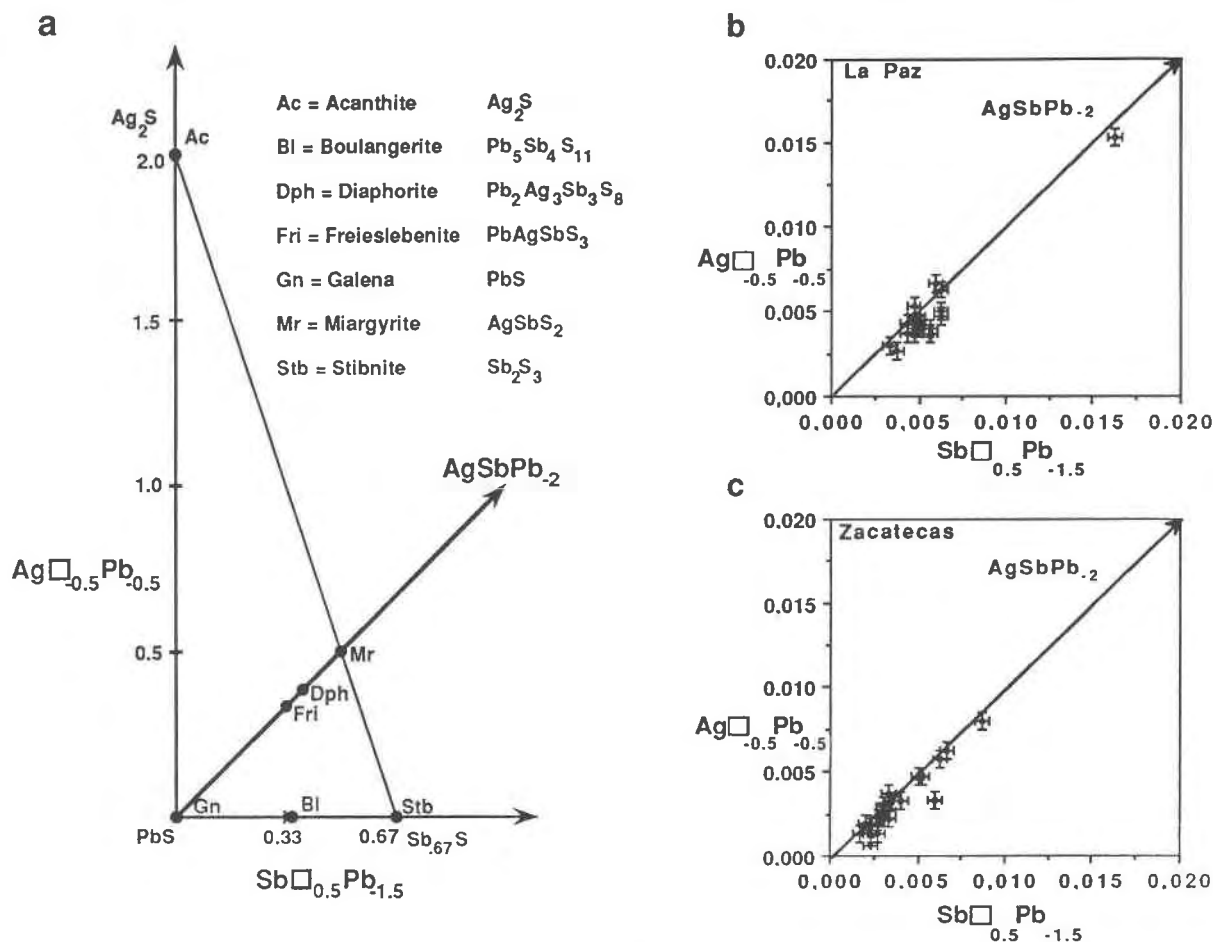 a
Ag2S
Ac
2.0
1.5
1.0
0.5
Ag□-0.5Pb-0.5
Ac = Acanthite Ag2S
Bl = Boulangerite Pb5Sb4S11
Dph = Diaphorite Pb2Ag3Sb3S8
Fri = Freieslebenite PbAgSbS3
Gn = Galena PbS
Mr = Miargyrite AgSbS2
Stb = Stibnite Sb2S3
AgSbPb-2
Mr
Dph
Fri
Gn
Bl
Stb
PbS
0.33
0.67
Sb.67S
Sb□0.5Pb-1.5
b
La Paz
AgSbPb-2
0.020
0.015
0.010
0.005
0,000
Ag□-0.5Pb-0.5
0,000 0,005 0,010 0,015 0,020
Sb□0.5Pb-1.5
c
Zacatecas
AgSbPb-2
0.020
0.015
0.010
0.005
0.000
Ag□-0.5Pb-0.5
0.000 0.005 0.010 0.015 0.020
Sb□0.5Pb-1.5